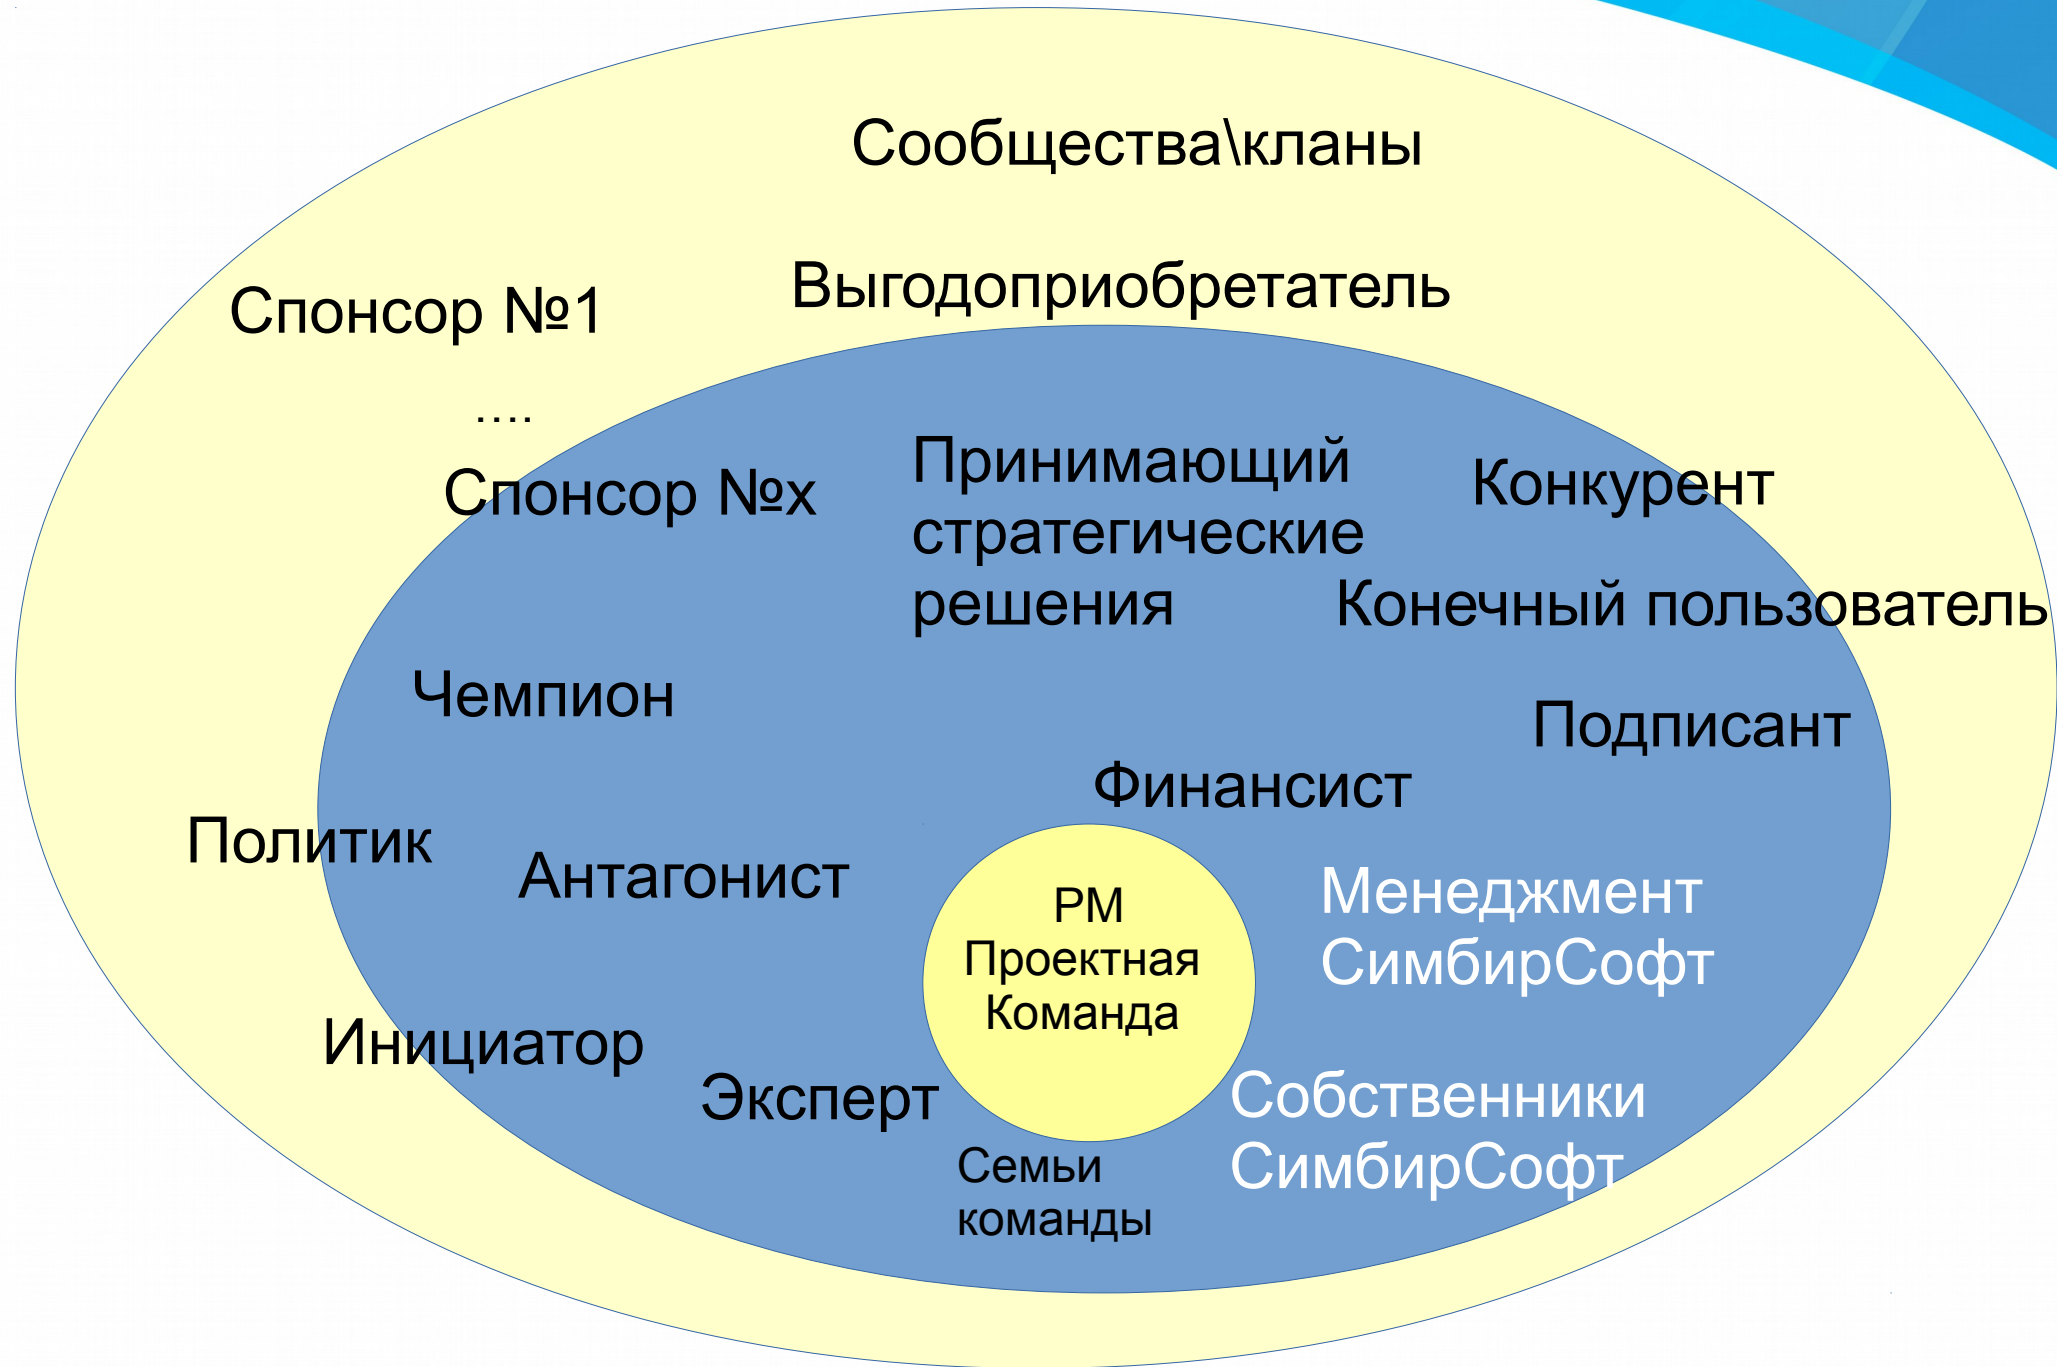 Сообщества\кланы
Выгодоприобретатель
Спонсор №1
....
Спонсор №х
Принимающий
стратегические
решения
Конкурент
Конечный пользователь
Чемпион
Подписант
Финансист
Политик
Антагонист
PM
Проектная
Команда
Менеджмент
СимбирСофт
Инициатор
Эксперт
Собственники
СимбирСофт
Семьи
команды